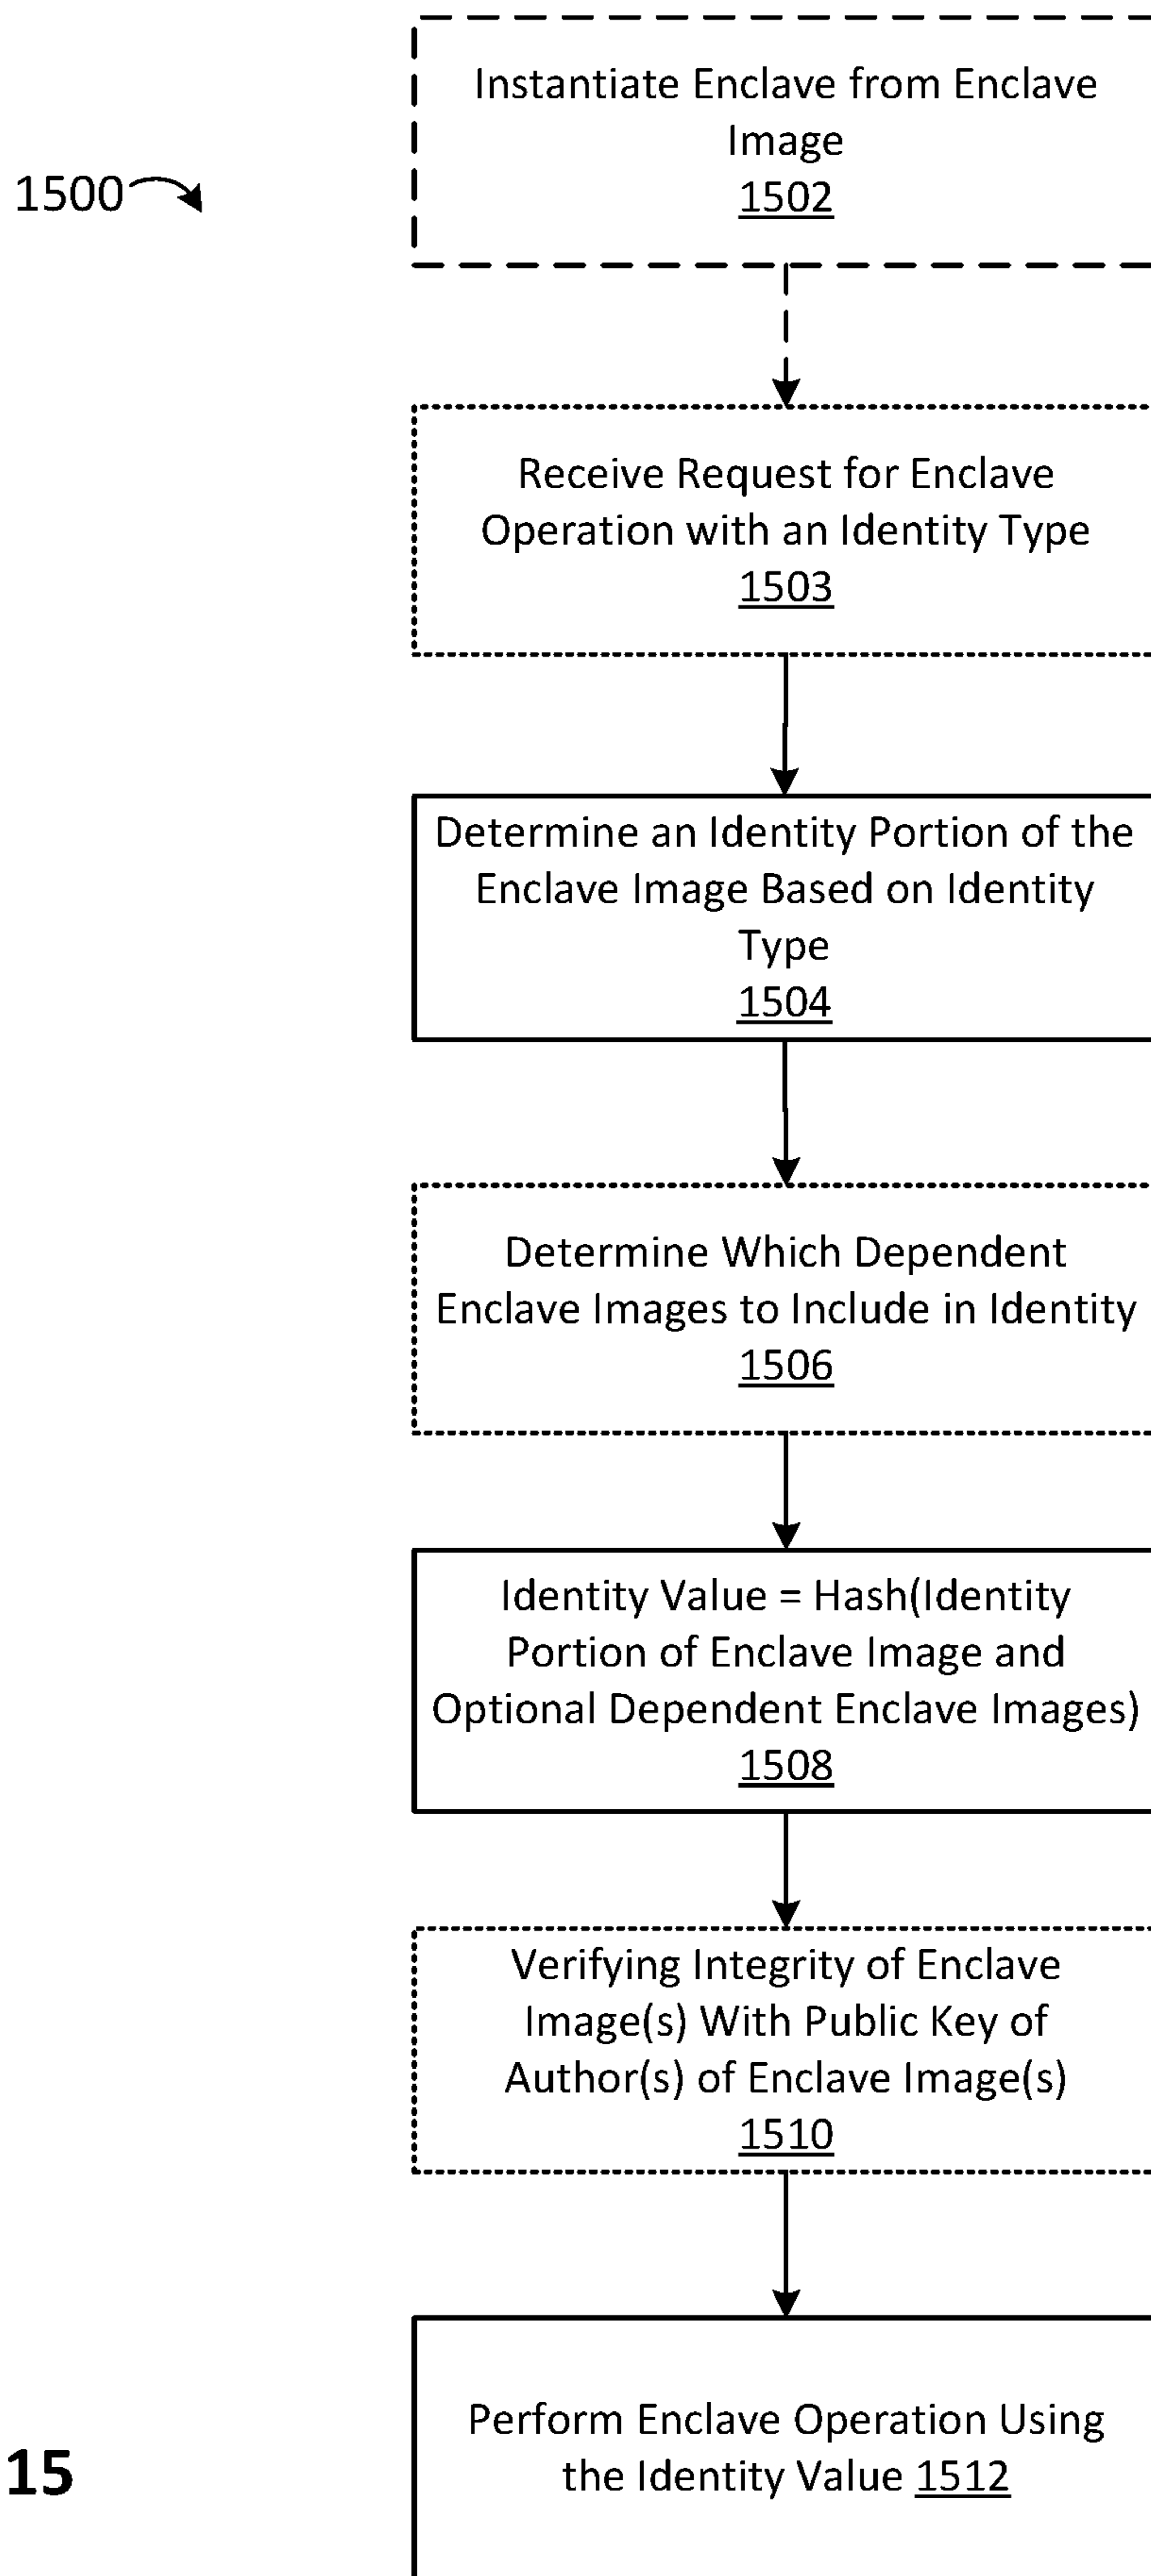 Instantiate Enclave from Enclave
Image
1502
1500
Receive Request for Enclave
Operation with an Identity Type
1503
Determine an Identity Portion of the
Enclave Image Based on Identity
Type
1504
Determine Which Dependent
Enclave Images to Include in Identity
1506
Identity Value = Hash(Identity
Portion of Enclave Image and
Optional Dependent Enclave Images)
1508
Verifying Integrity of Enclave
Image(s) With Public Key of
Author(s) of Enclave Image(s)
1510
Perform Enclave Operation Using
the Identity Value 1512
15